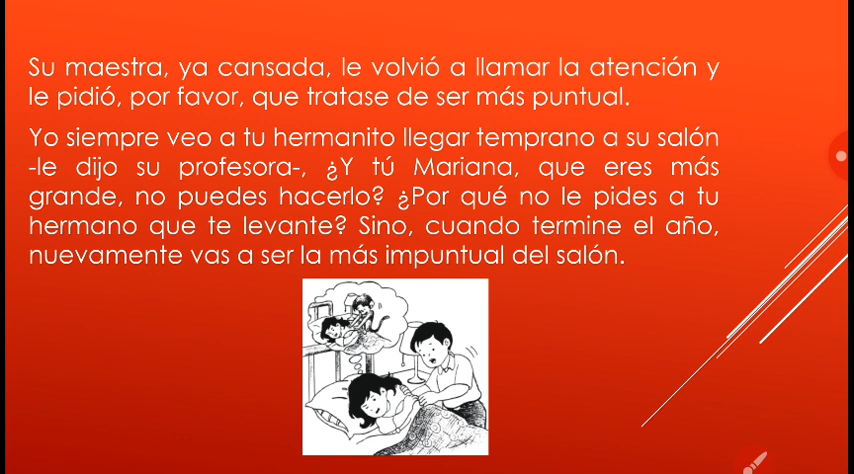 Su maestra, ya cansada, le volvió a llamar la atención y
le pidió, por favor, que tratase de ser más puntual.
Yo siempre veo a tu hermanito llegar temprano a su salón
-le dijo su profesora-, ¿Y tú Mariana, que eres más
grande, no puedes hacerlo? ¿Por qué no le pides a tu
hermano que te levante? Sino, cuando termine el año,
nuevamente vas a ser la más impuntual del salón.